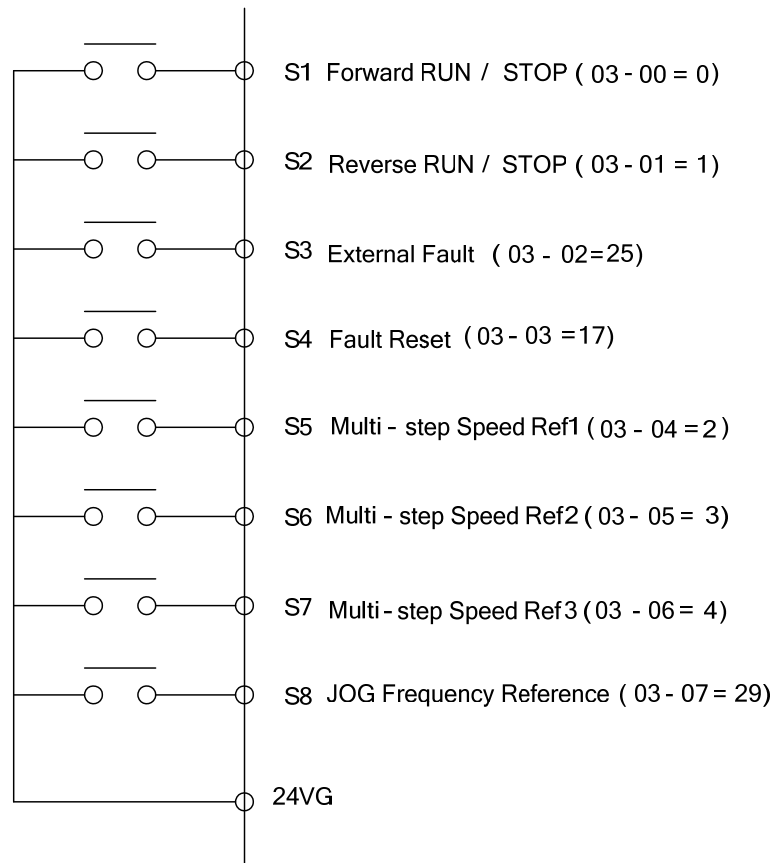 S1 Forward RUN / STOP ( 03 - 00 = 0)
S2 Reverse RUN / STOP ( 03 - 01 = 1)
S3 External Fault ( 03 - 02=25)
S4 Fault Reset ( 03 - 03 =17)
S5 Multi - step Speed Ref1 ( 03 - 04 = 2 )
S6 Multi - step Speed Ref2 ( 03 - 05 = 3)
S7 Multi - step Speed Ref3 ( 03 - 06 = 4)
S8 JOG Frequency Reference ( 03 - 07 = 29)
24VG